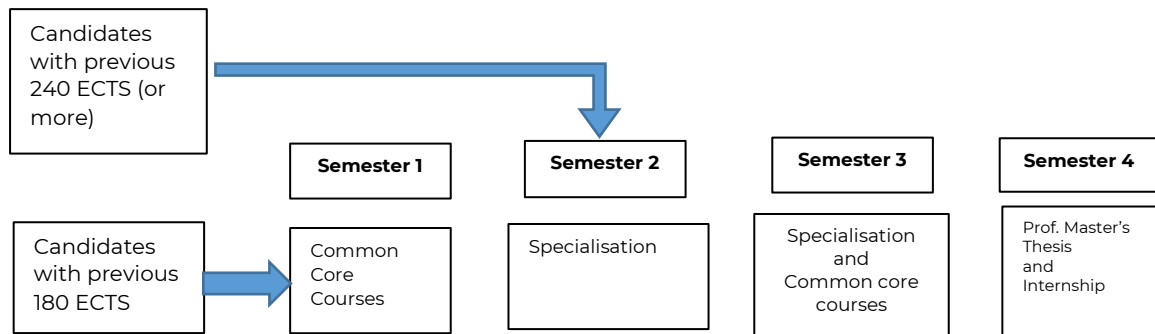 Candidates
with previous
240 ECTS (or
more)
Semester 1
Semester 2
Semester 3
Semester 4
Candidates
with previous
180 ECTS
Common
Core
Courses
Specialisation
Specialisation
and
Common core
courses
Prof. Master's
Thesis
and
Internship